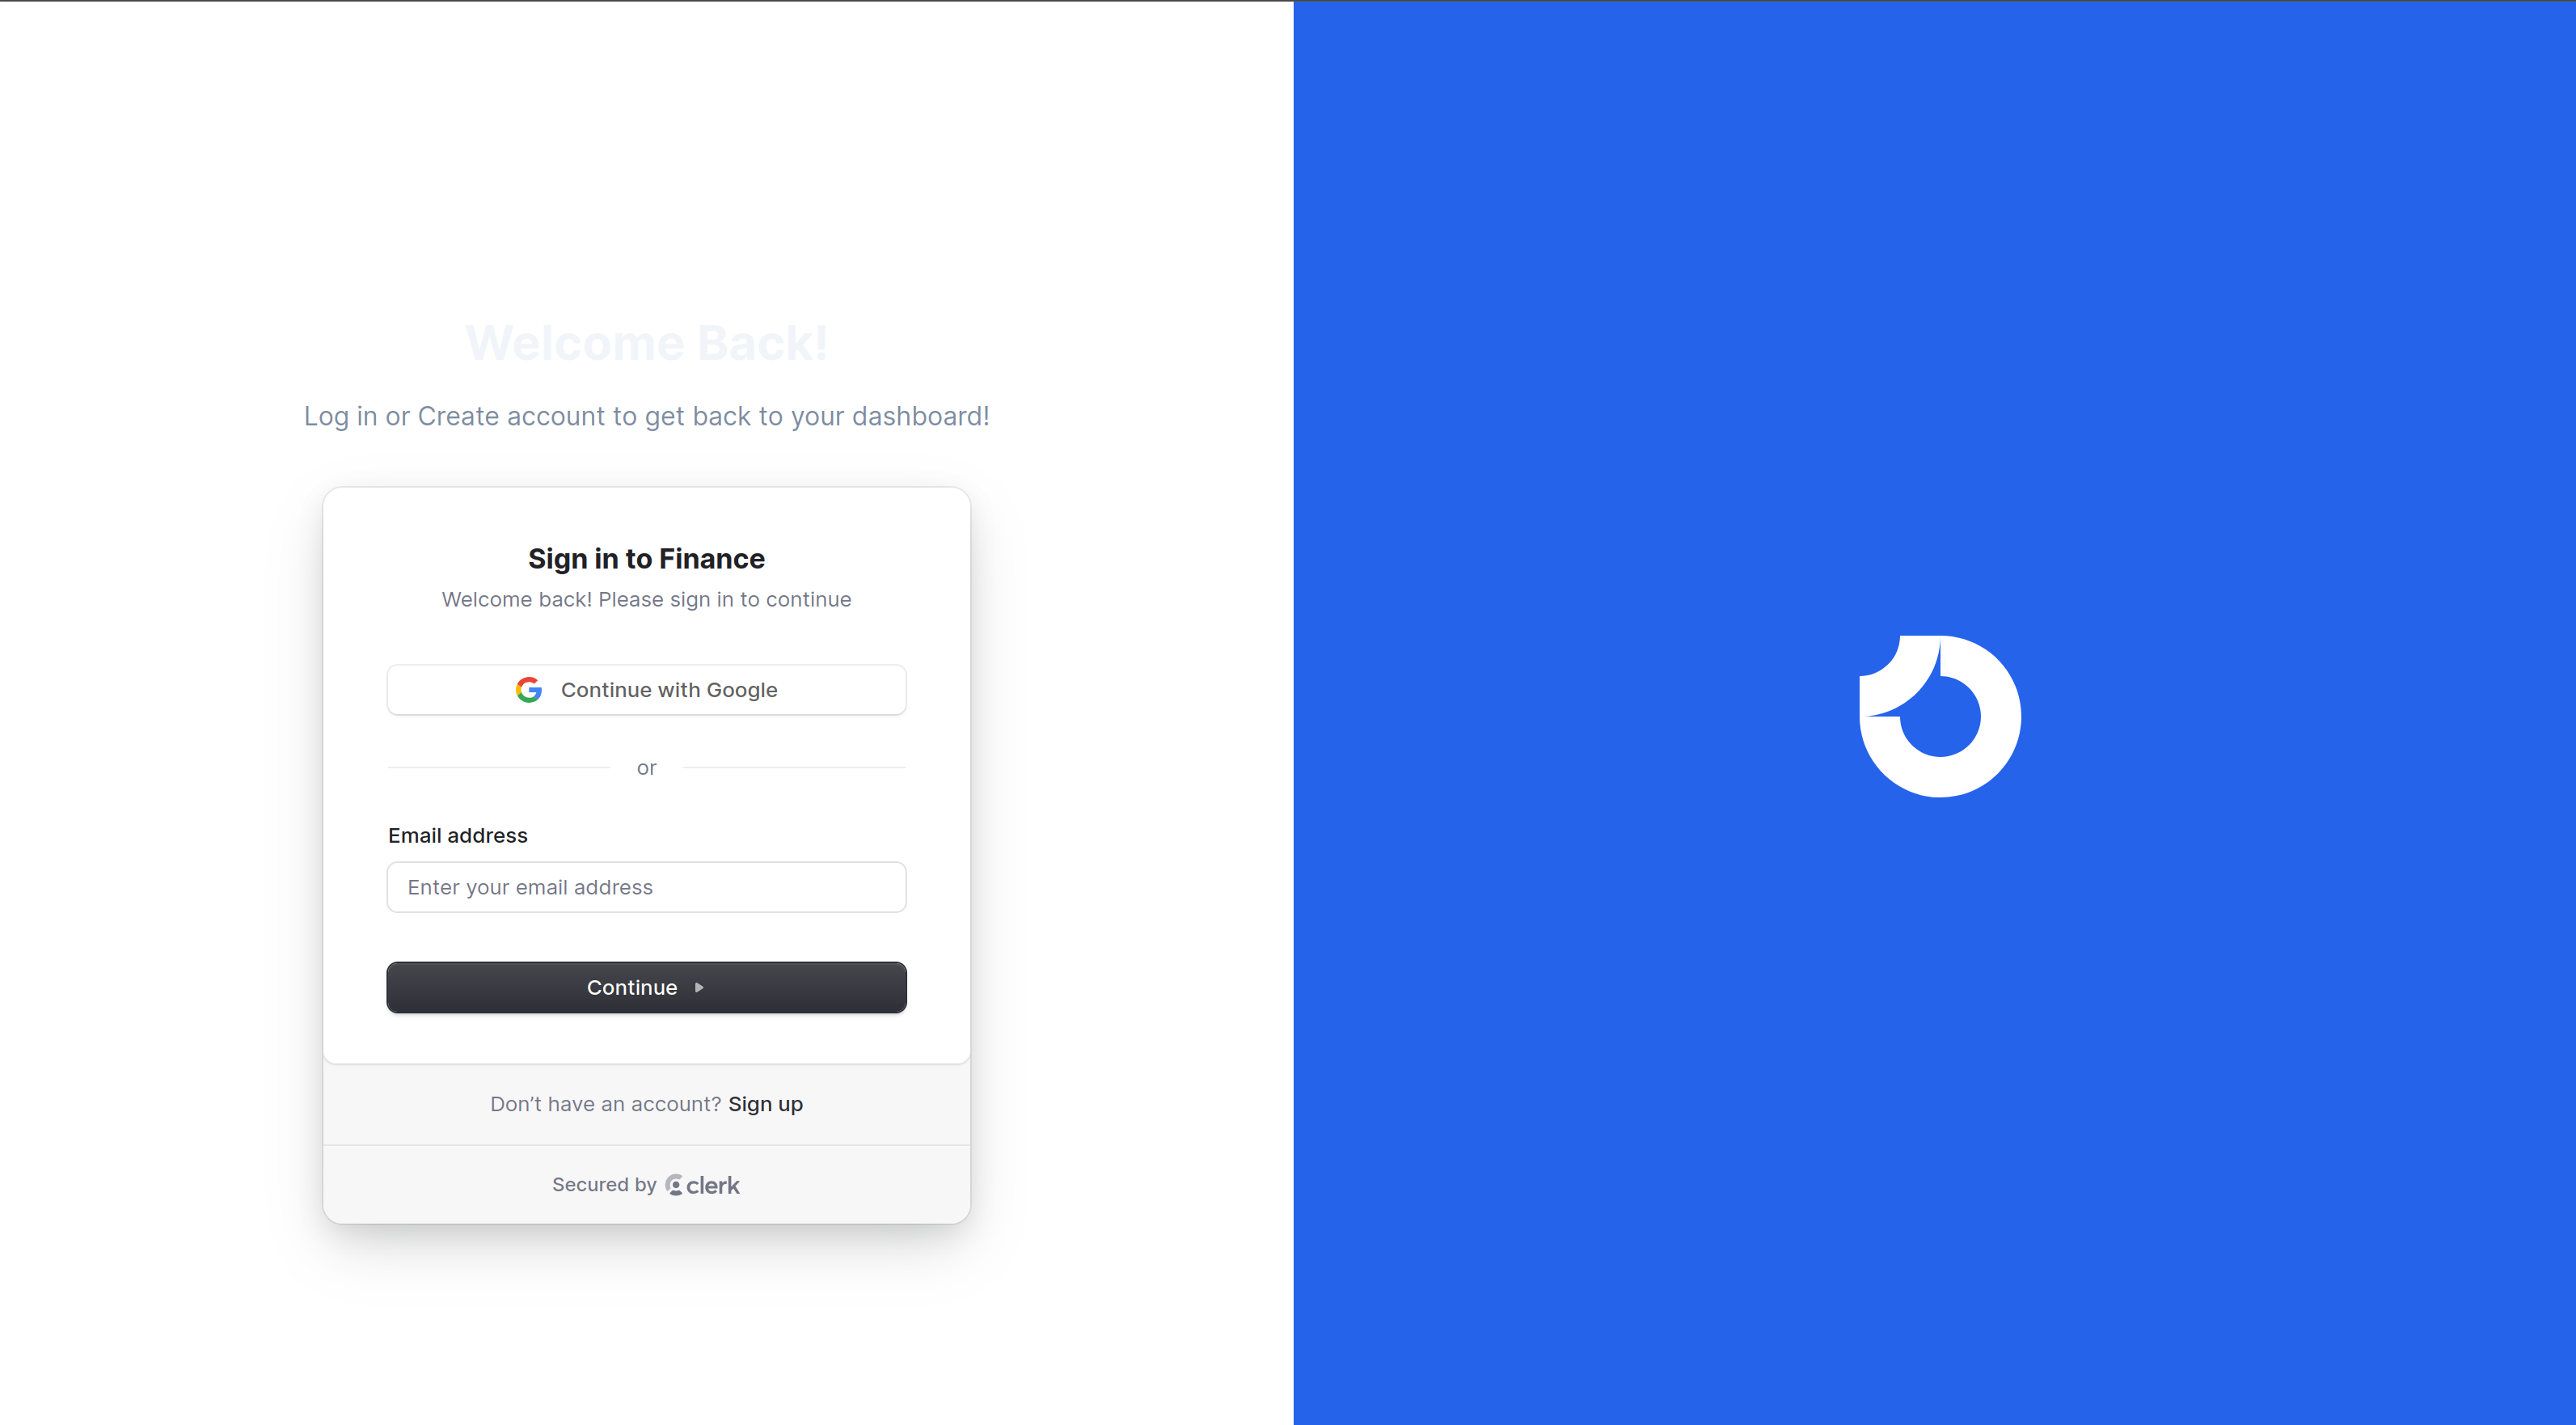 Welcome Back!
Log in or Create account to get back to your dashboard!
Sign in to Finance
Welcome back! Please sign in to continue
Continue with Google
or
Email address
Enter your email address
Continue
Don’t have an account? Sign up
Secured by clerk